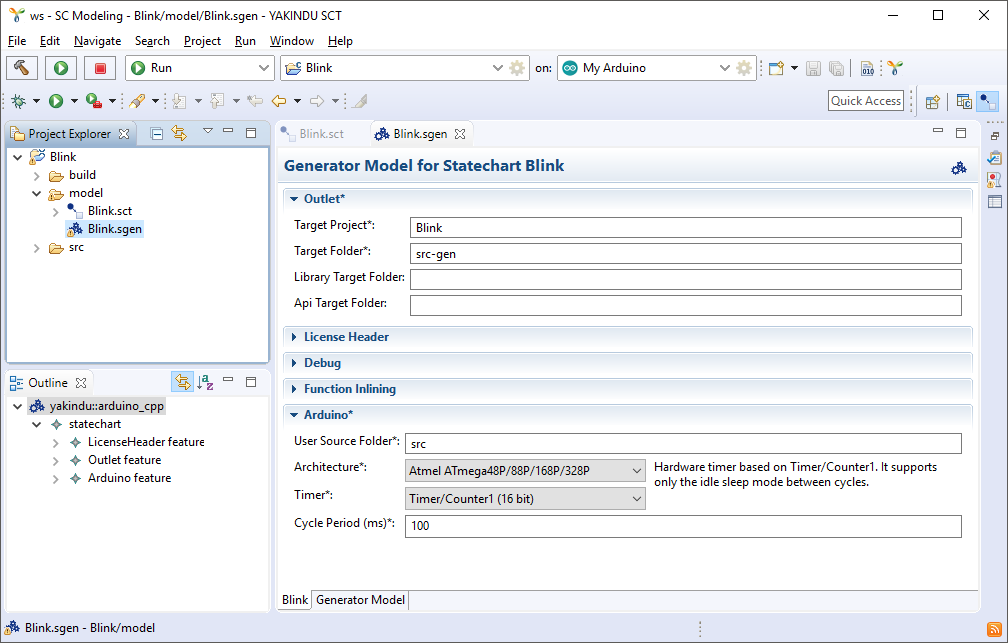 ws - SC Modeling - Blink/model/Blink.sgen - YAKINDU SCT
File Edit Navigate Search Project Run Window Help
Run Blink on: My Arduino
010
Quick Access
Project Explorer
Blink
build
model
Blink.sct
Blink.sgen
src
Outline
a
z
yakindu::arduino_cpp
statechart
LicenseHeader feature
Outlet feature
Arduino feature
Blink.sct Blink.sgen
Generator Model for Statechart Blink
Outlet*
Target Project*: Blink
Target Folder*: src-gen
Library Target Folder:
Api Target Folder:
License Header
Debug
Function Inlining
Arduino*
User Source Folder*: src
Architecture*: Atmel ATmega48P/88P/168P/328P Hardware timer based on Timer/Counter1. It supports
only the idle sleep mode between cycles.
Timer*: Timer/Counter1 (16 bit)
Cycle Period (ms)*: 100
Blink Generator Model
Blink.sgen - Blink/model